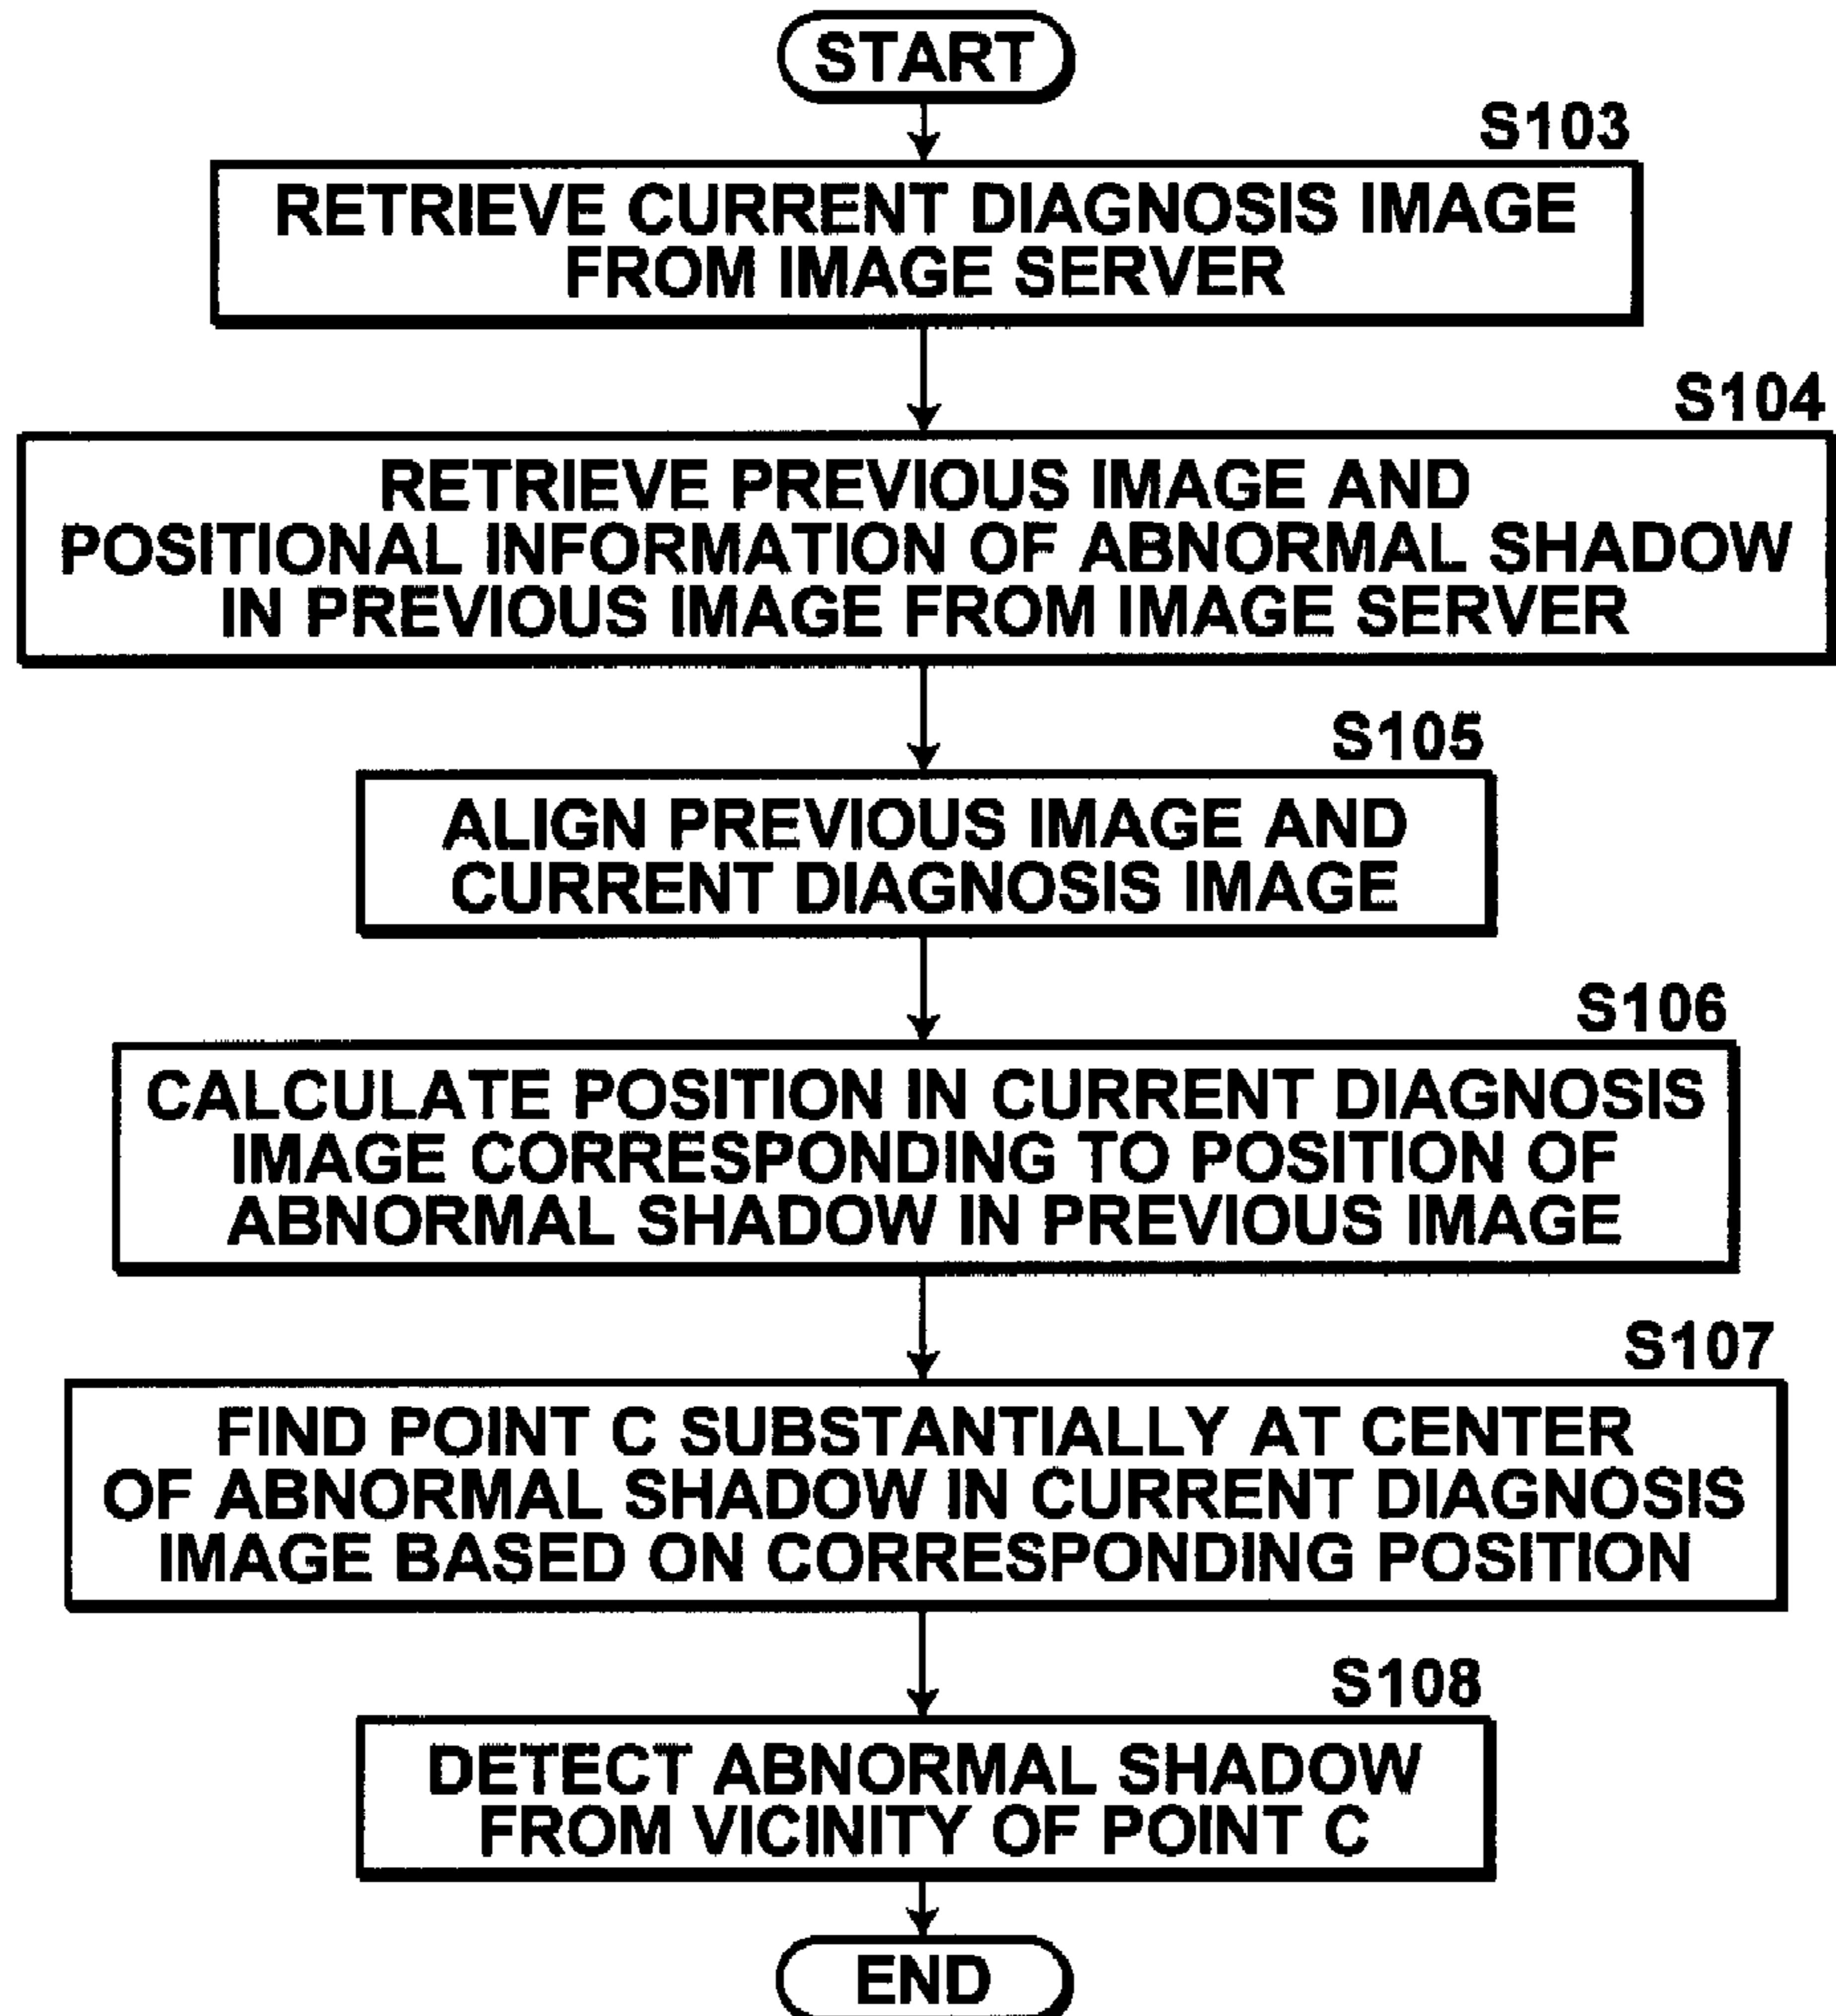 START
S103
RETRIEVE CURRENT DIAGNOSIS IMAGE
FROM IMAGE SERVER
S104
RETRIEVE PREVIOUS IMAGE AND
POSITIONAL INFORMATION OF ABNORMAL SHADOW
IN PREVIOUS IMAGE FROM IMAGE SERVER
S105
ALIGN PREVIOUS IMAGE AND
CURRENT DIAGNOSIS IMAGE
S106
CALCULATE POSITION IN CURRENT DIAGNOSIS
IMAGE CORRESPONDING TO POSITION OF
ABNORMAL SHADOW IN PREVIOUS IMAGE
S107
FIND POINT C SUBSTANTIALLY AT CENTER
OF ABNORMAL SHADOW IN CURRENT DIAGNOSIS
IMAGE BASED ON CORRESPONDING POSITION
S108
DETECT ABNORMAL SHADOW
FROM VICINITY OF POINT C
END